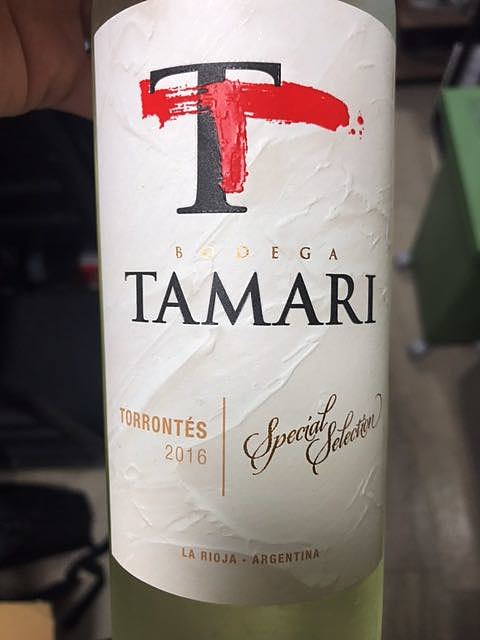 T
BODEGA
TAMARI
TORRONTÉS
2016
Special
Selection
LA RIOJA - ARGENTINA